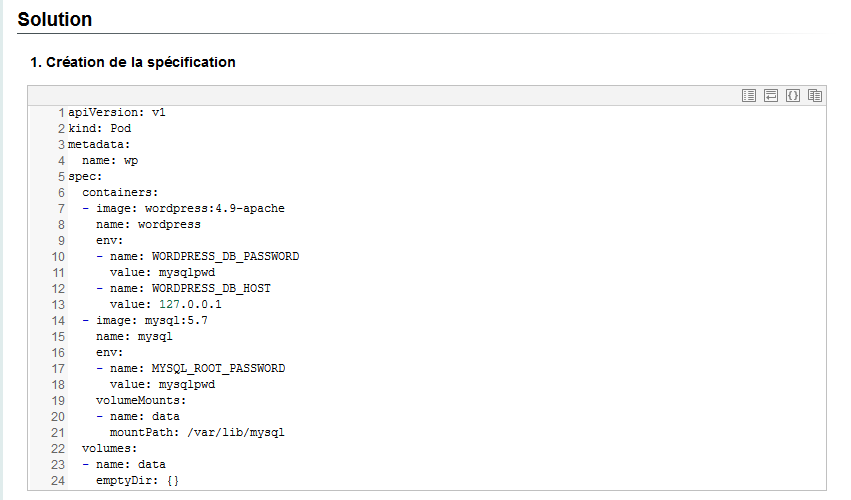 Solution
1. Création de la spécification
1 apiVersion: v1
2 kind: Pod
3 metadata:
4   name: wp
5 spec:
6   containers:
7   - image: wordpress:4.9-apache
8     name: wordpress
9     env:
10     - name: WORDPRESS_DB_PASSWORD
11       value: mysqlpwd
12     - name: WORDPRESS_DB_HOST
13       value: 127.0.0.1
14   - image: mysql:5.7
15     name: mysql
16     env:
17     - name: MYSQL_ROOT_PASSWORD
18       value: mysqlpwd
19     volumeMounts:
20     - name: data
21       mountPath: /var/lib/mysql
22   volumes:
23   - name: data
24     emptyDir: {}